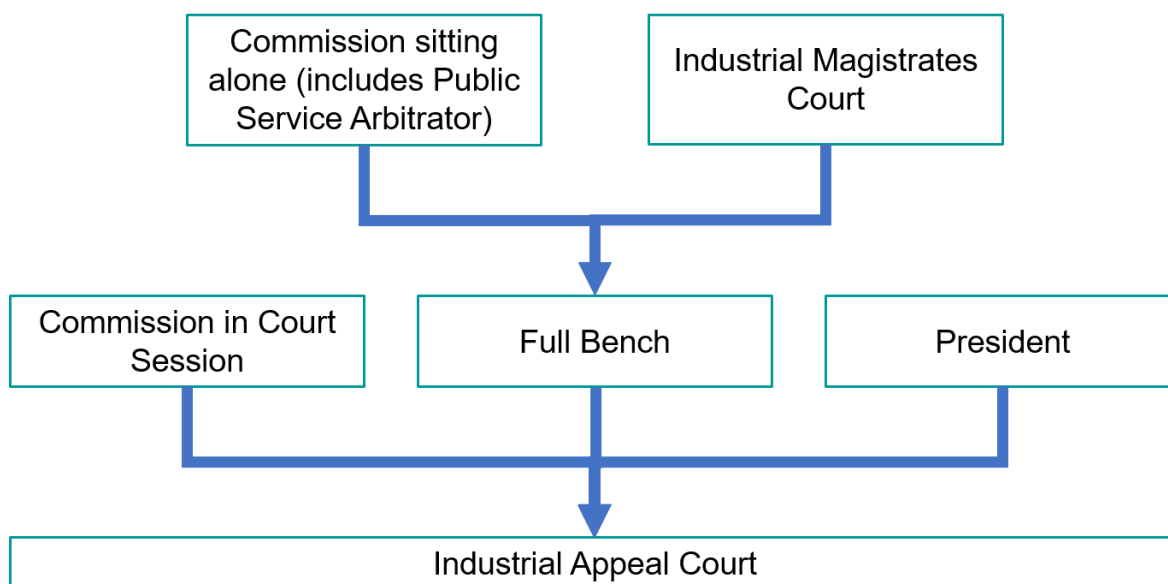 Commission sitting
alone (includes Public
Service Arbitrator)
Industrial Magistrates
Court
Commission in Court
Session
Full Bench
President
Industrial Appeal Court